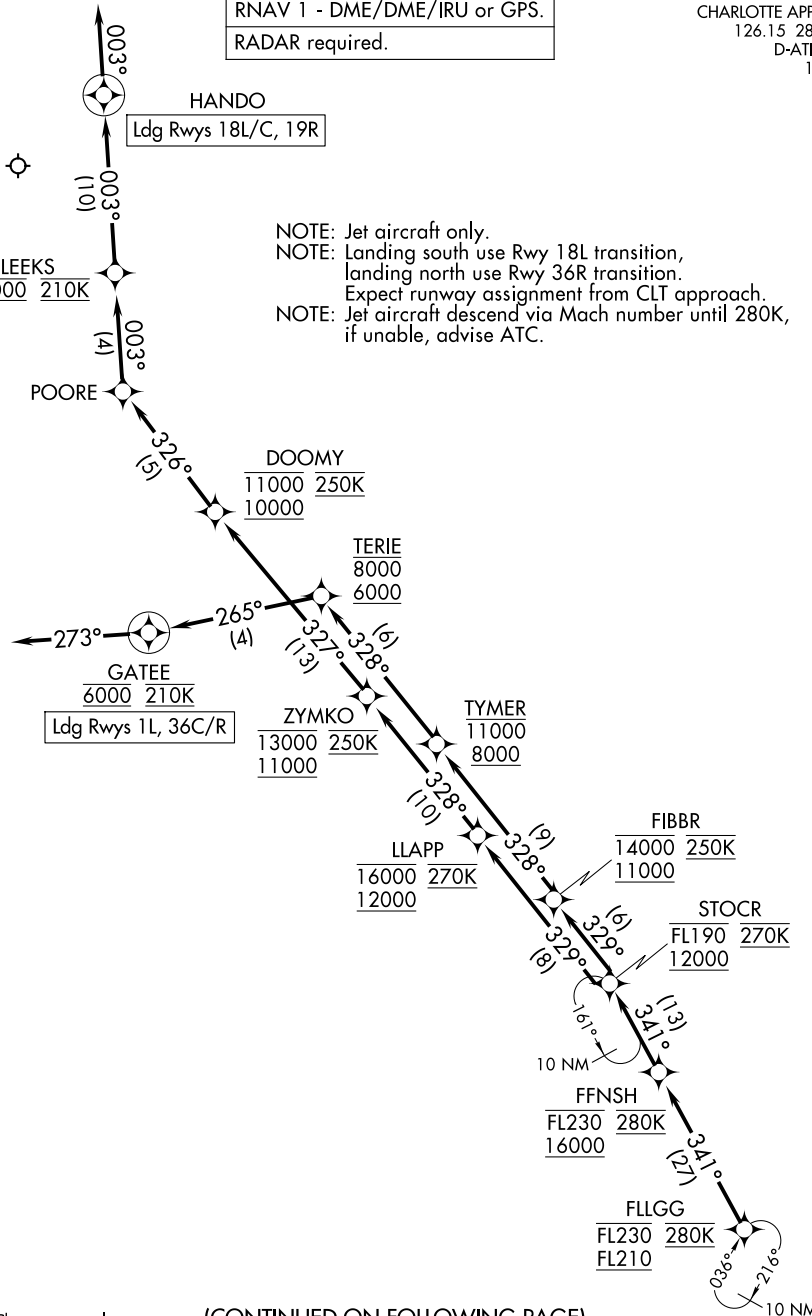 RNAV 1 - DME/DME/IRU or GPS.
RADAR required.
CHARLOTTE APP
126.15 28
003°
HANDO
Ldg Rwys 18L/C, 19R
003°
(10)
NOTE: Jet aircraft only.
NOTE: Landing south use Rwy 18L transition,
landing north use Rwy 36R transition.
Expect runway assignment from CLT approach.
NOTE: Jet aircraft descend via Mach number until 280K,
if unable, advise ATC.
LEEKS
00 210K
003°
(4)
POORE
326°
(5)
DOOMY
11000 250K
10000
TERIE
8000
6000
265°
(4)
273°
GATEE
6000 210K
Ldg Rwys 1L, 36C/R
327°
(13)
328°
(6)
ZYMKO
13000 250K
11000
TYMER
11000
8000
328°
(10)
328°
(9)
LLAPP
16000 270K
12000
FIBBR
14000 250K
11000
329°
(8)
329°
(6)
STOCR
FL190 270K
12000
161°
10 NM
341°
(13)
FFNSH
FL230 280K
16000
341°
(27)
FLLGG
FL230 280K
FL210
036°
216°
10 NM
(CONTINUED ON FOLLOWING PAGE)